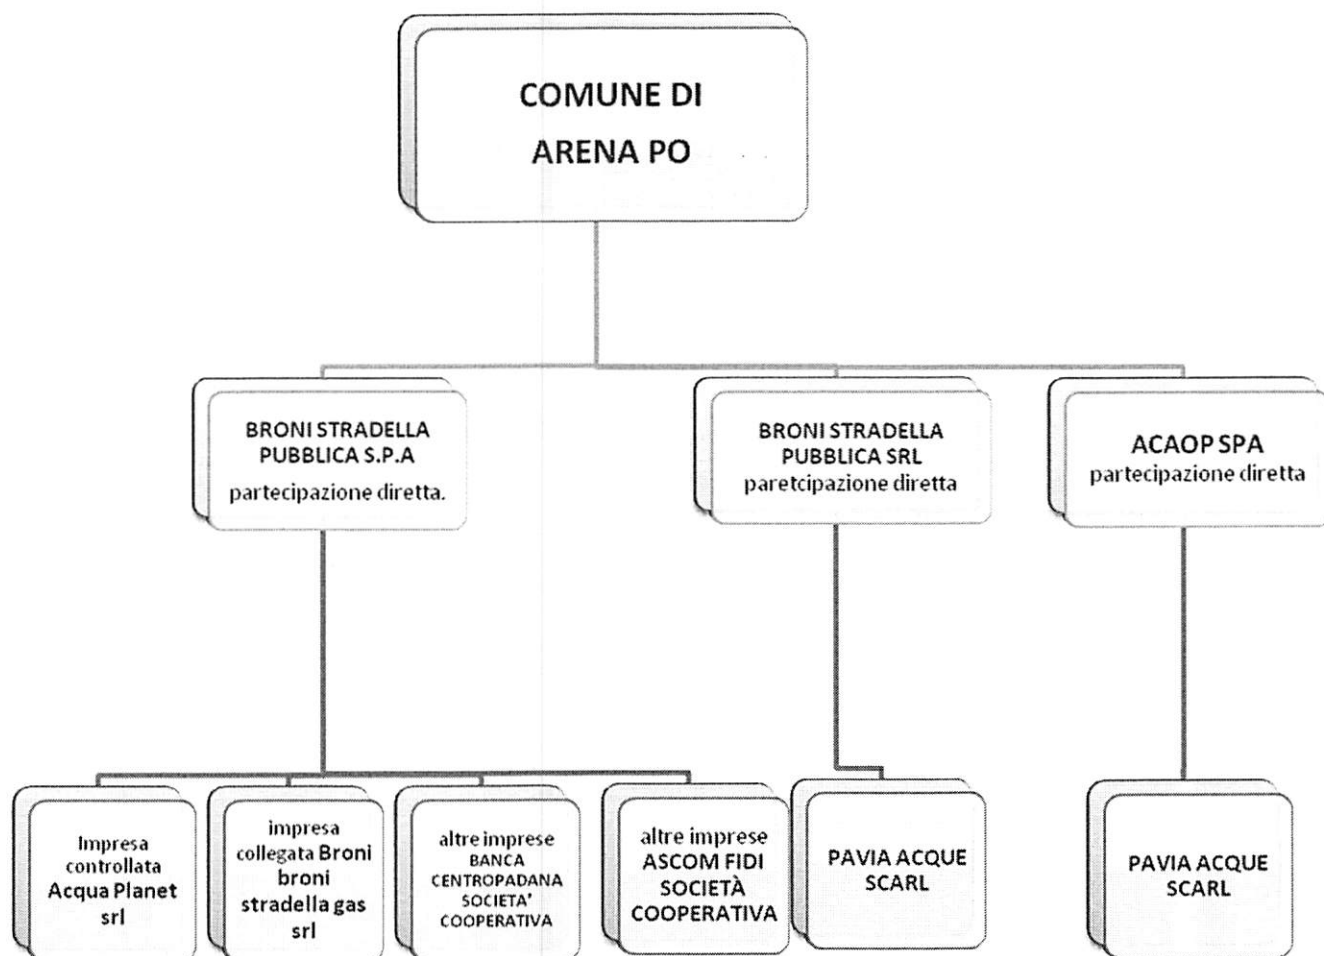 COMUNE DI
ARENA PO
BRONI STRADELLA
PUBBLICA S.P.A
partecipazione diretta.
BRONI STRADELLA
PUBBLICA SRL
paretcipazione diretta
ACAOP SPA
partecipazione diretta
Impresa
controllata
Acqua Planet
srl
impresa
collegata Broni
broni
stradella gas
srl
altre imprese
BANCA
CENTROPADANA
SOCIETA'
COOPERATIVA
altre imprese
ASCOM FIDI
SOCIETÀ
COOPERATIVA
PAVIA ACQUE
SCARL
PAVIA ACQUE
SCARL